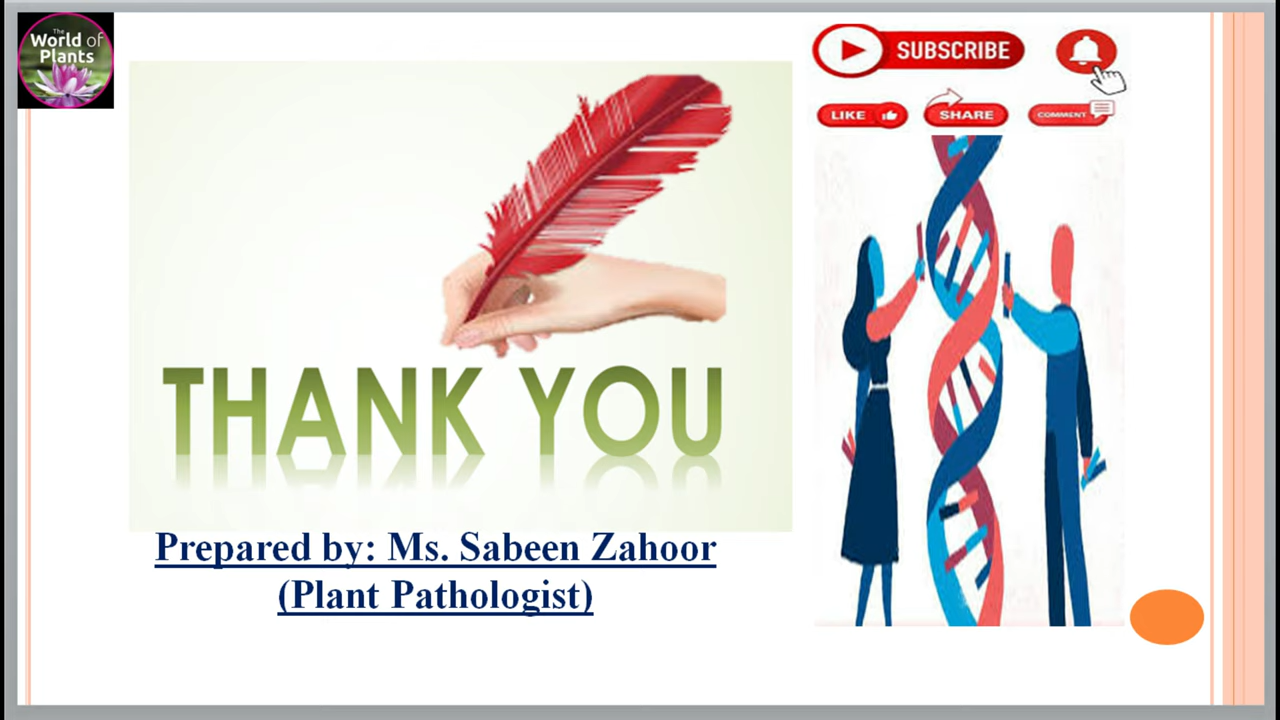 The
World of
Plants
SUBSCRIBE
LIKE
SHARE
COMMENT
THANK YOU
Prepared by: Ms. Sabeen Zahoor
(Plant Pathologist)